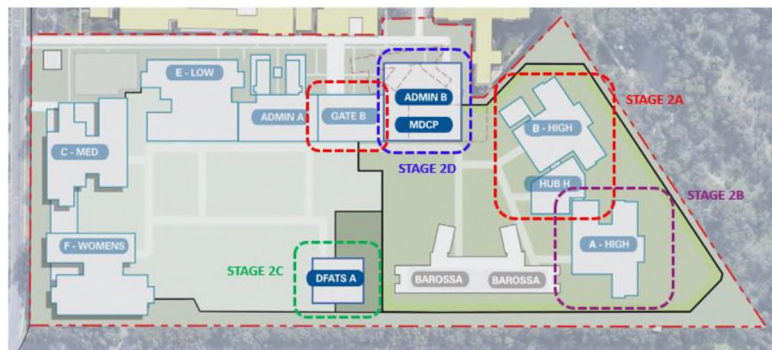 E - LOW
ADMIN A
GATE B
ADMIN B
MDCP
STAGE 2D
C - MED
F - WOMENS
STAGE 2C
DFATS A
BAROSSA
BAROSSA
B - HIGH
HUB H
A - HIGH
STAGE 2A
STAGE 2B